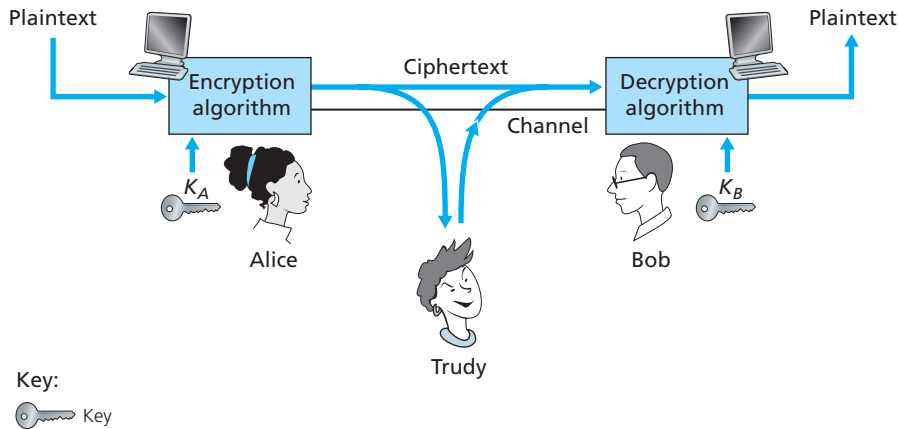 Plaintext
Plaintext
Encryption
algorithm
Ciphertext
Decryption
algorithm
Channel
K_A
K_B
Alice
Bob
Trudy
Key:
Key